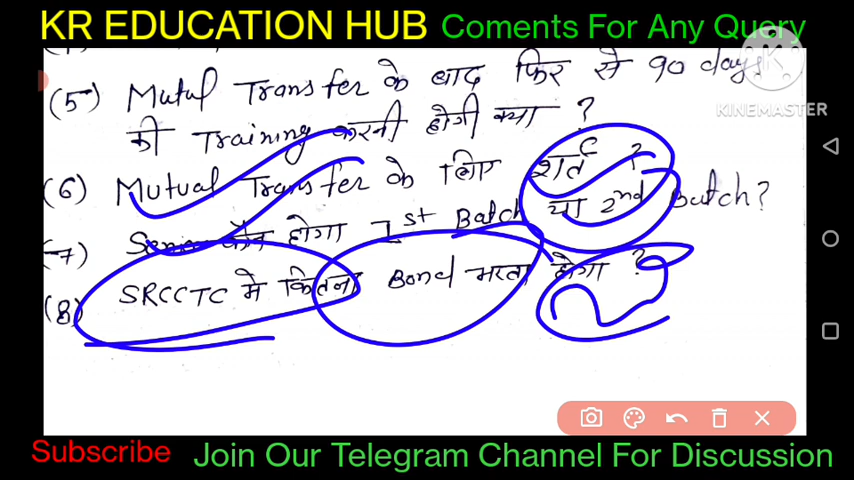 KR EDUCATION HUB Coments For Any Query
(5) Mutual Transfer के बाद फिर से 90 days
की Training करनी होगी क्या ?
KINEMASTER
(6) Mutual Transfer के लिए शर्त ?
(7) Senior कौन होगा 1st Batch या 2nd Batch?
(8) SRCCTC मे कितना Bond भरता होगा ?
Subscribe Join Our Telegram Channel For Discussion